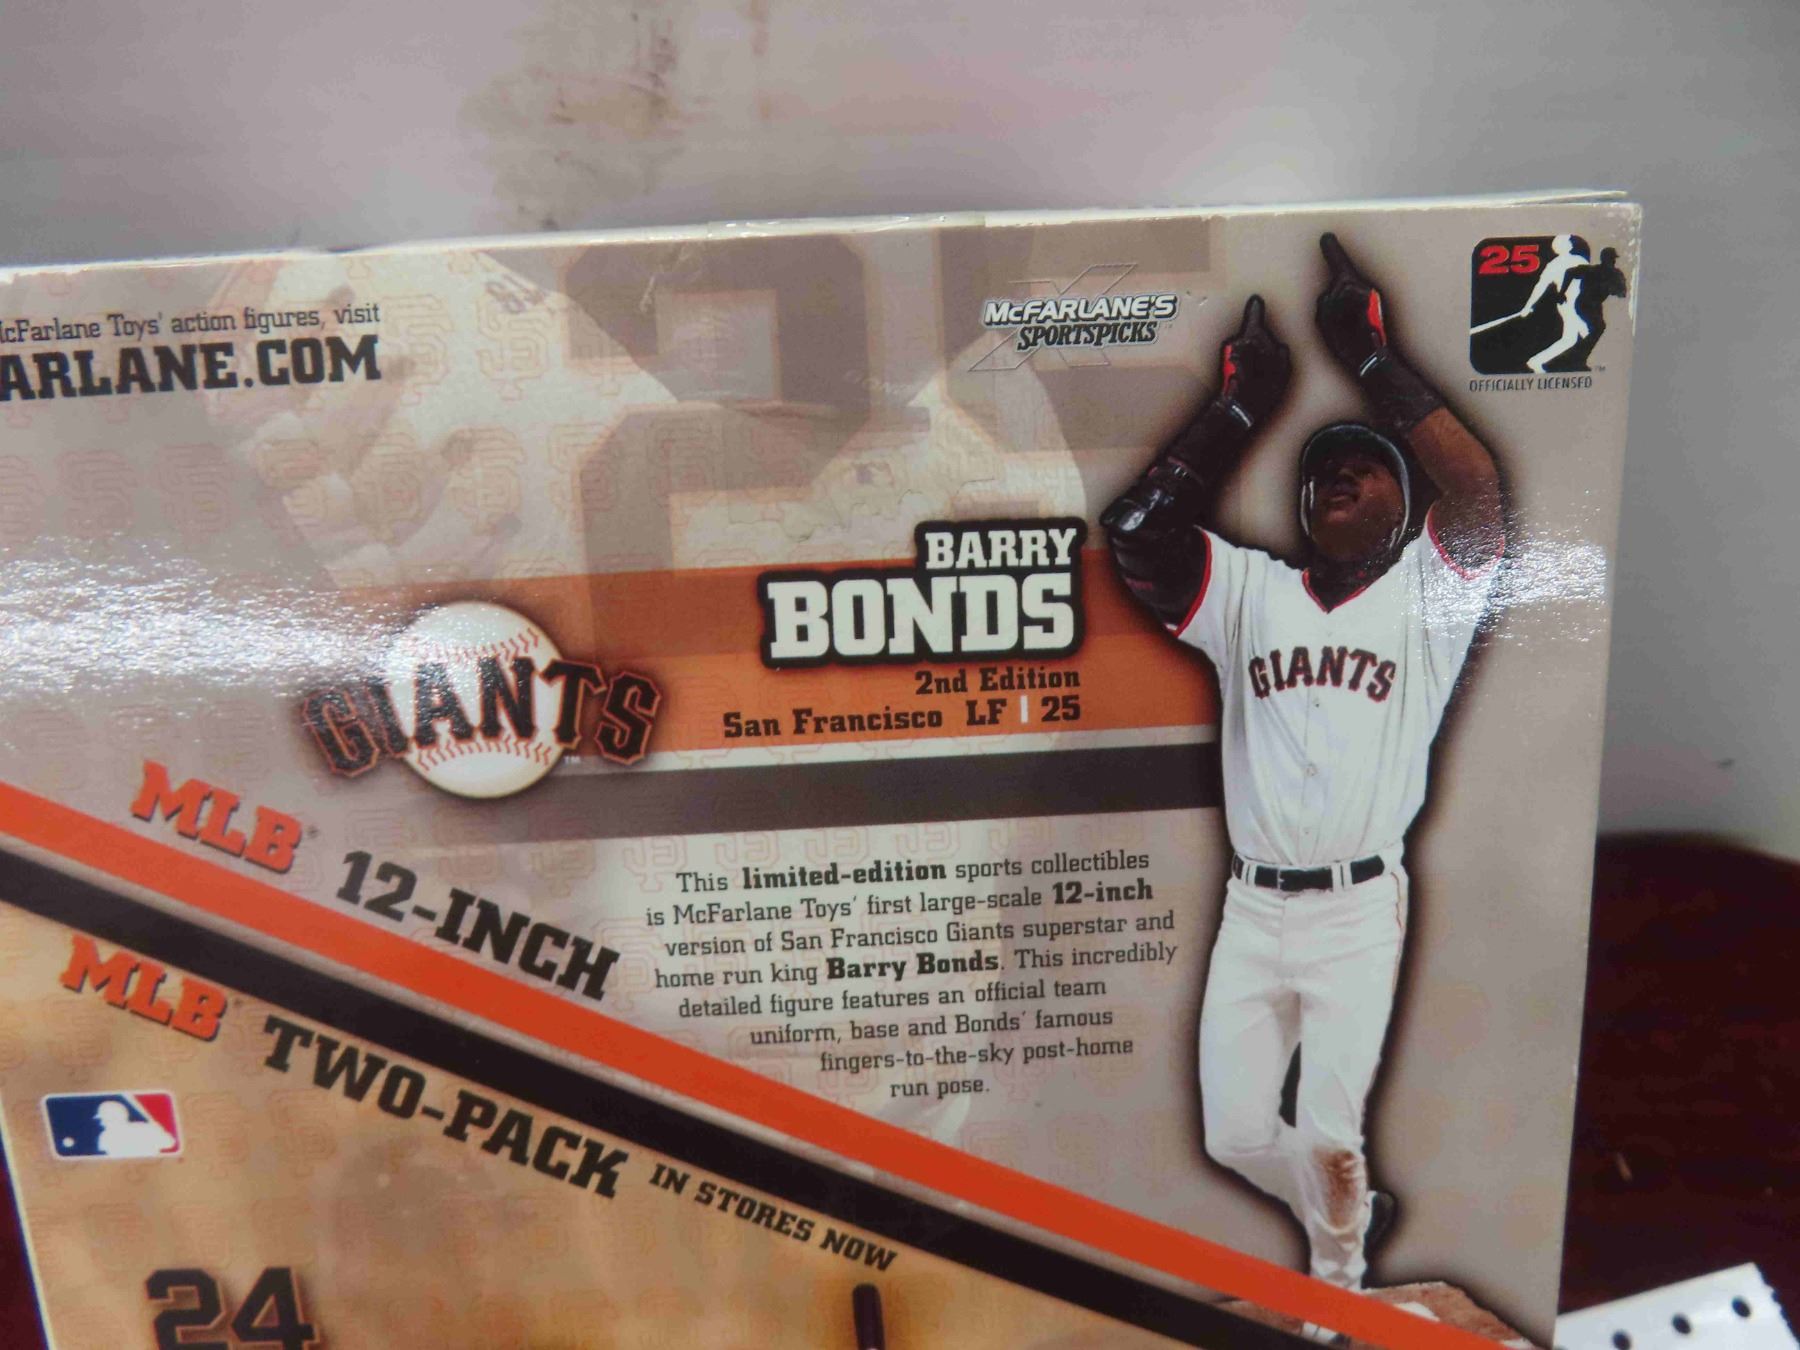 McFarlane Toys' action figures, visit
ARLANE.COM
McFARLANE'S
SPORTSPICKS
25
OFFICIALLY LICENSED
BARRY
BONDS
2nd Edition
San Francisco LF | 25
GIANTS
GIANTS
MLB 12-INCH
This limited-edition sports collectibles
is McFarlane Toys' first large-scale 12-inch
version of San Francisco Giants superstar and
home run king Barry Bonds. This incredibly
detailed figure features an official team
uniform, base and Bonds' famous
fingers-to-the-sky post-home
run pose.
MLB TWO-PACK IN STORES NOW
24